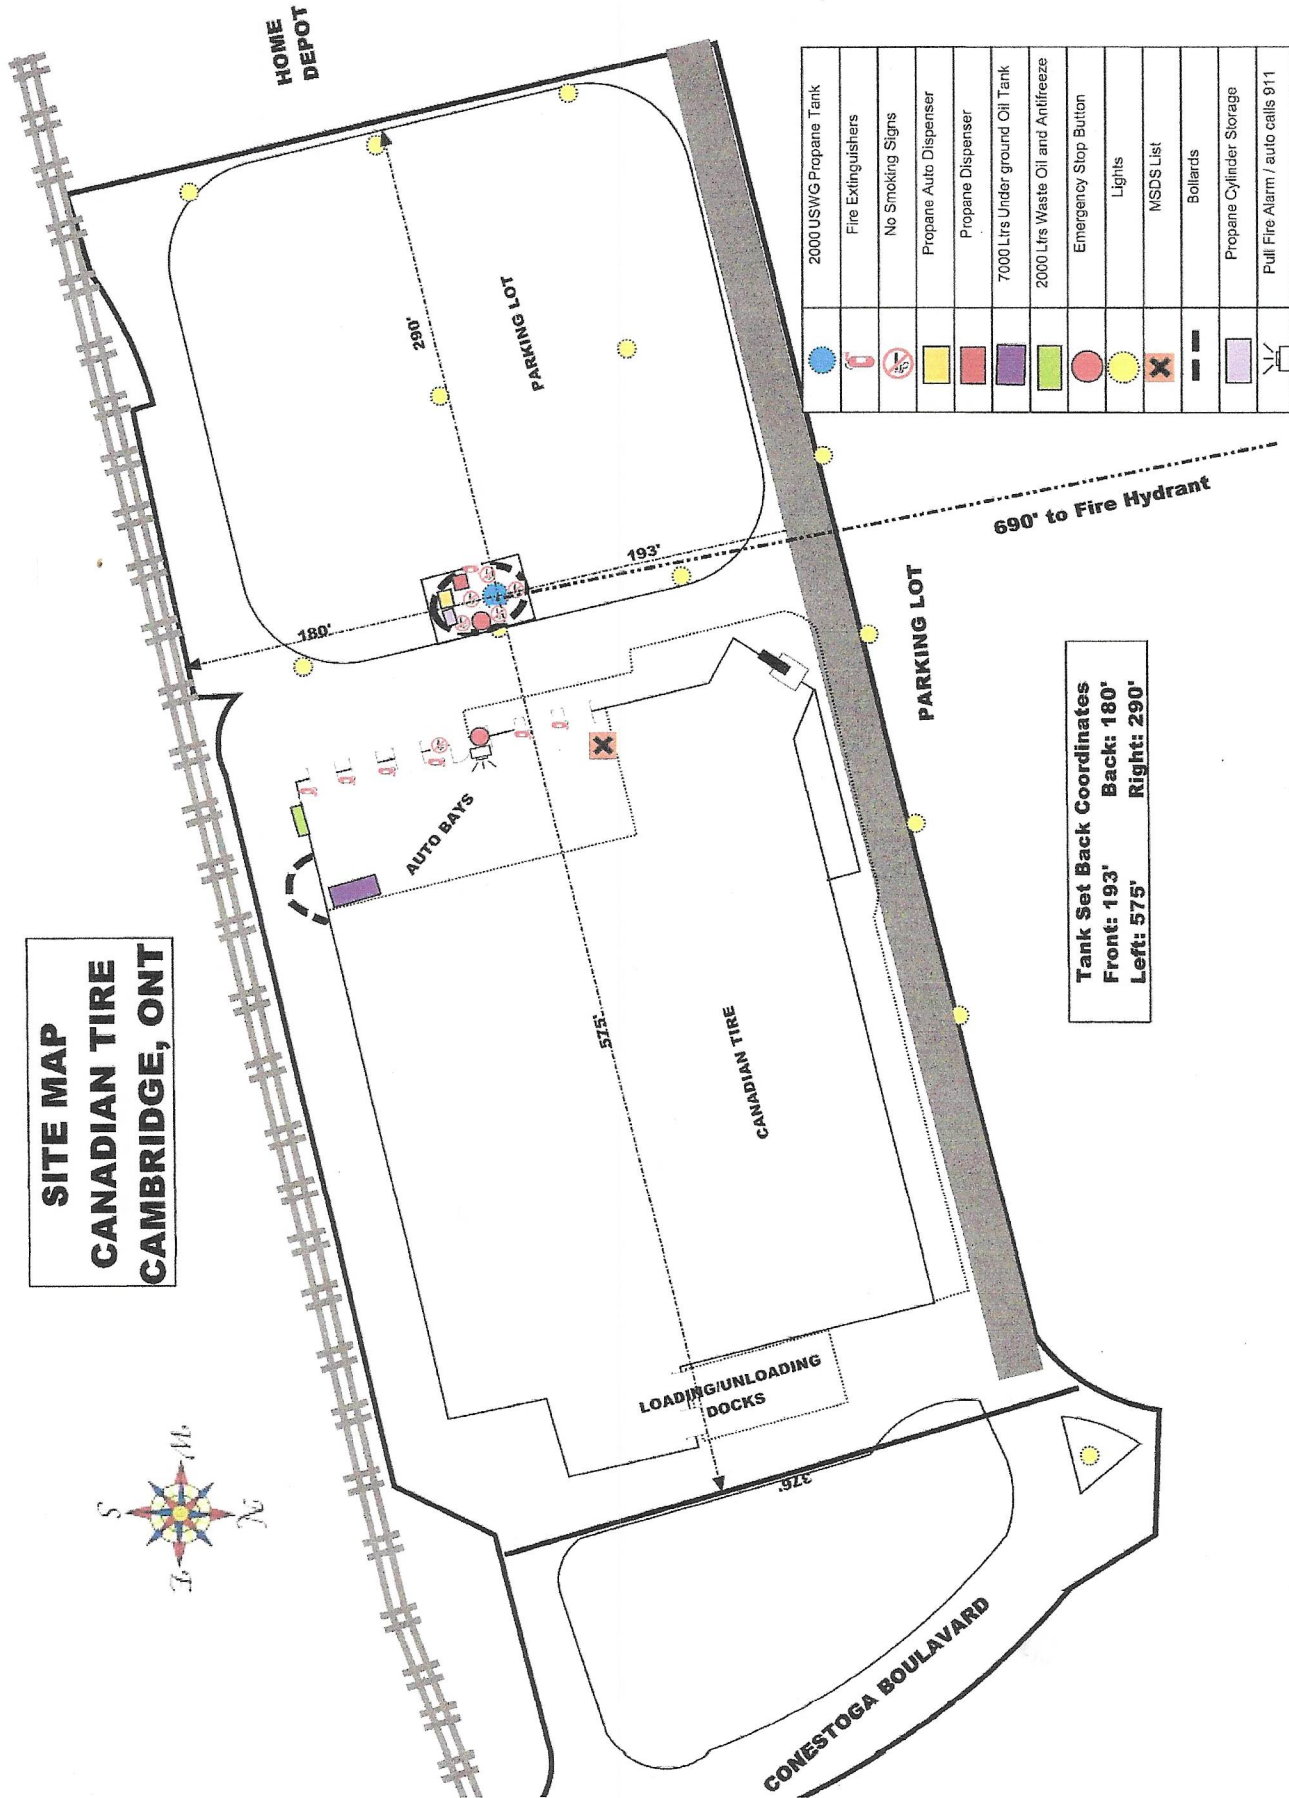 SITE MAP
CANADIAN TIRE
CAMBRIDGE, ONT
S
W
N
E
HOME
DEPOT
290'
PARKING LOT
180'
193'
690' to Fire Hydrant
PARKING LOT
AUTO BAYS
575'
CANADIAN TIRE
LOADING/UNLOADING
DOCKS
376'
CONESTOGA BOULAVARD
2000 USWG Propane Tank
Fire Extinguishers
No Smoking Signs
Propane Auto Dispenser
Propane Dispenser
7000 Ltrs Under ground Oil Tank
2000 Ltrs Waste Oil and Antifreeze
Emergency Stop Button
Lights
MSDS List
Bollards
Propane Cylinder Storage
Pull Fire Alarm / auto calls 911
Tank Set Back Coordinates
Front: 193' Back: 180'
Left: 575' Right: 290'